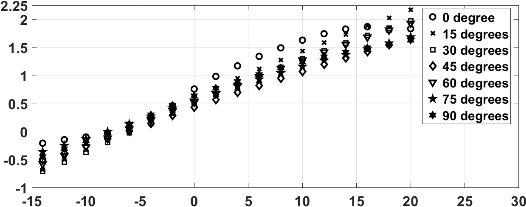 2.25
2
1.5
1
0.5
0
-0.5
-1
-15
-10
-5
0
5
10
15
20
25
30
0 degree
15 degrees
30 degrees
45 degrees
60 degrees
75 degrees
90 degrees